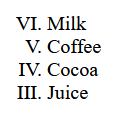 VI. Milk
V. Coffee
IV. Cocoa
III. Juice